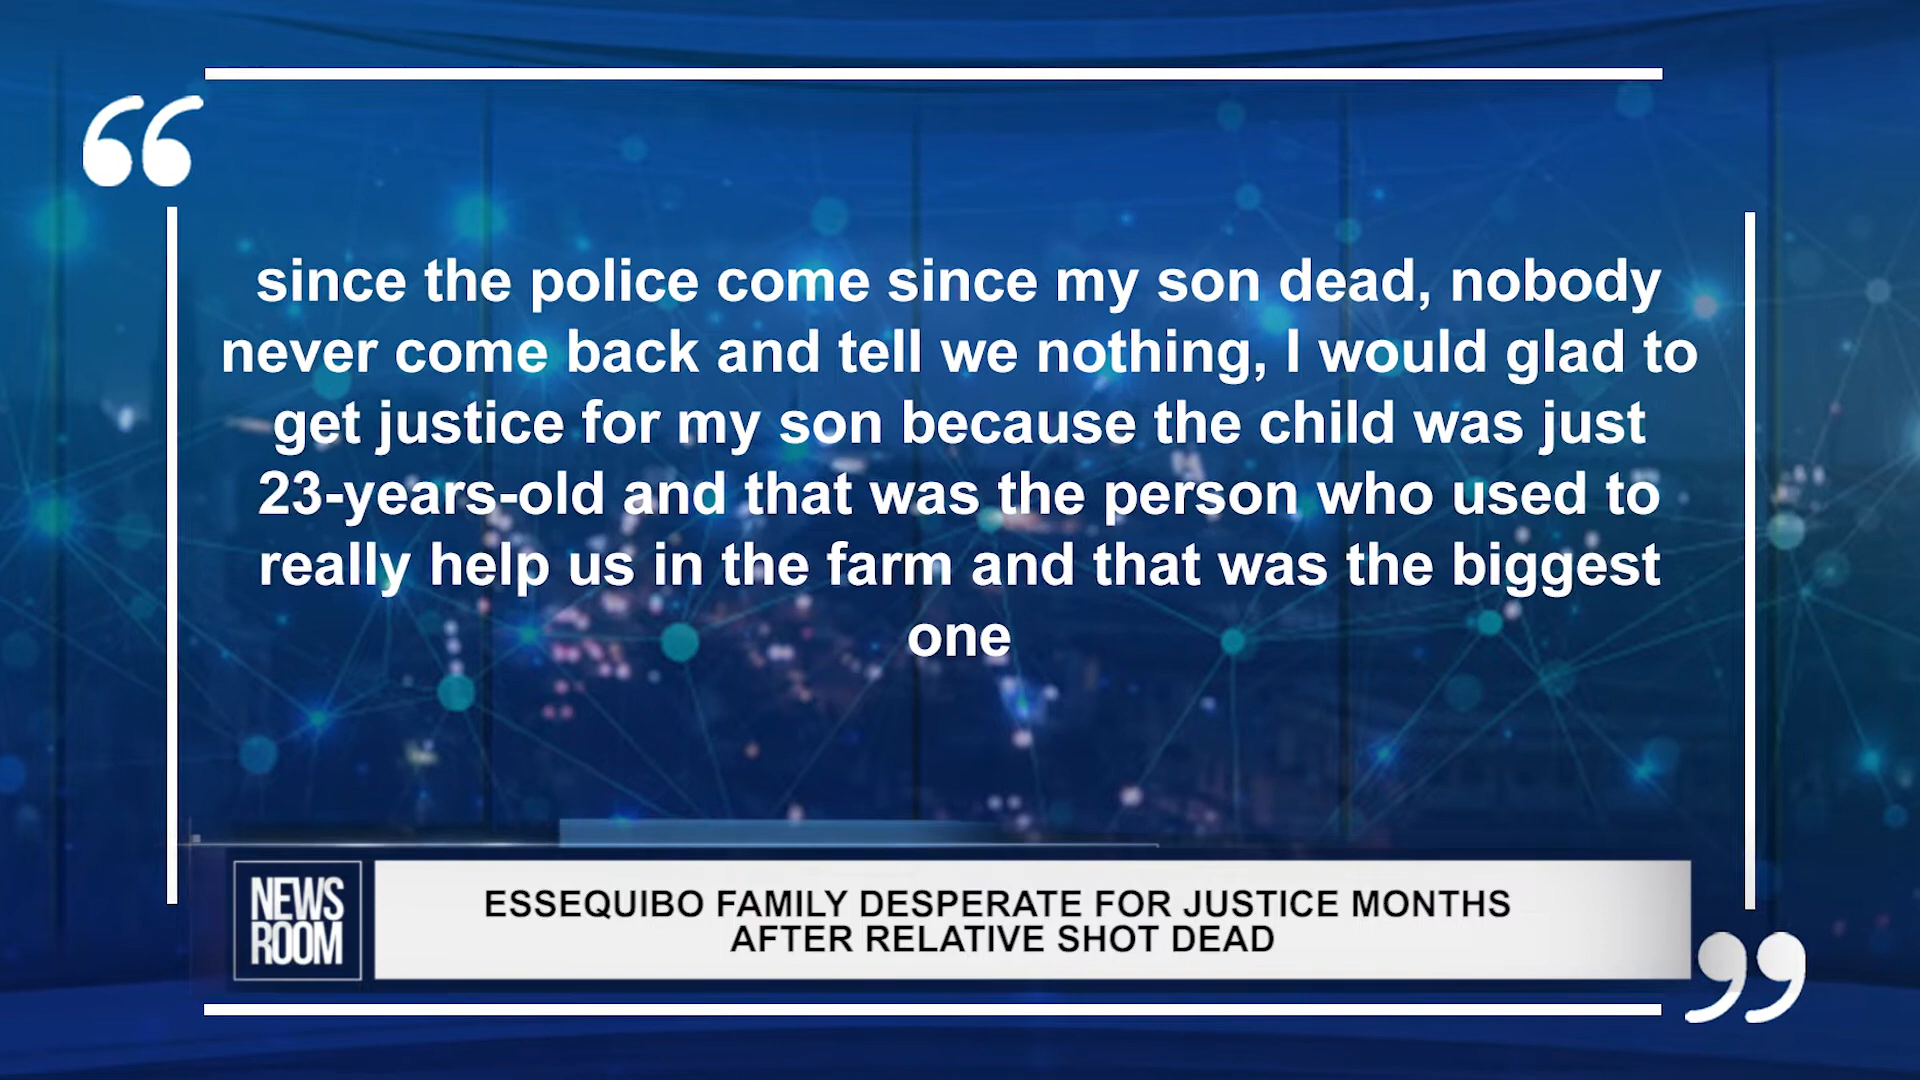 “
since the police come since my son dead, nobody
never come back and tell we nothing, I would glad to
get justice for my son because the child was just
23-years-old and that was the person who used to
really help us in the farm and that was the biggest
one
NEWS
ROOM
ESSEQUIBO FAMILY DESPERATE FOR JUSTICE MONTHS
AFTER RELATIVE SHOT DEAD
”